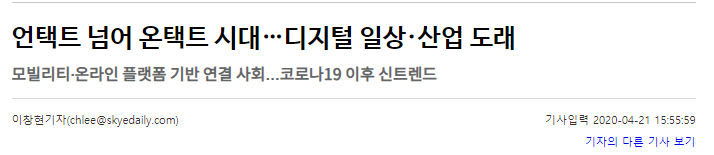 언택트 넘어 온택트 시대…디지털 일상·산업 도래
모빌리티·온라인 플랫폼 기반 연결 사회...코로나19 이후 신트렌드
이창현기자(chlee@skyedaily.com)
기사입력 2020-04-21 15:55:59
기자의 다른 기사 보기